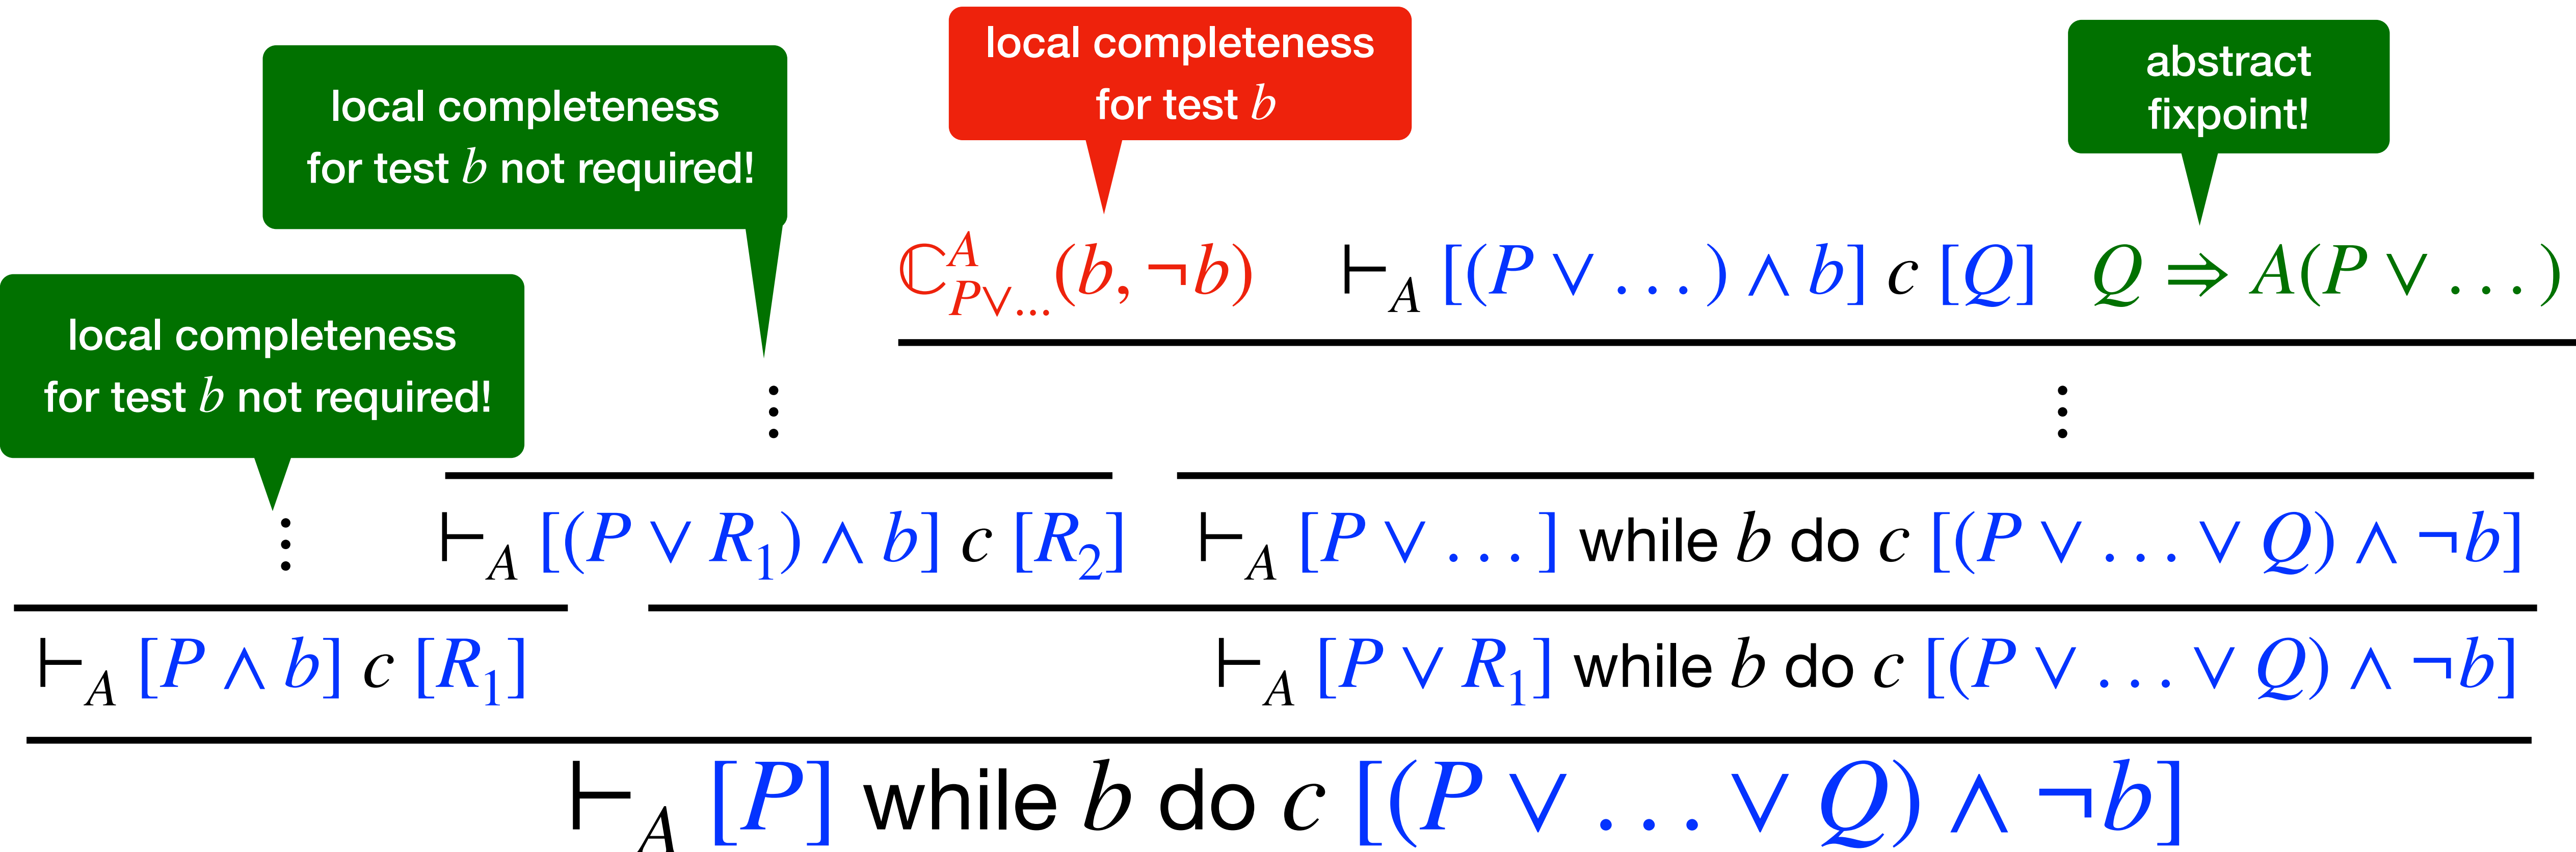 local completeness
for test b
abstract
fixpoint!
local completeness
for test b not required!
ℂ^A_{P∨...}(b, ¬b) ⊢_A [(P ∨ ...) ∧ b] c [Q] Q ⇒ A(P ∨ ...)
local completeness
for test b not required!
⋮ ⋮
⋮ ⊢_A [(P ∨ R_1) ∧ b] c [R_2] ⊢_A [P ∨ ...] while b do c [(P ∨ ... ∨ Q) ∧ ¬b]
⊢_A [P ∧ b] c [R_1] ⊢_A [P ∨ R_1] while b do c [(P ∨ ... ∨ Q) ∧ ¬b]
⊢_A [P] while b do c [(P ∨ ... ∨ Q) ∧ ¬b]